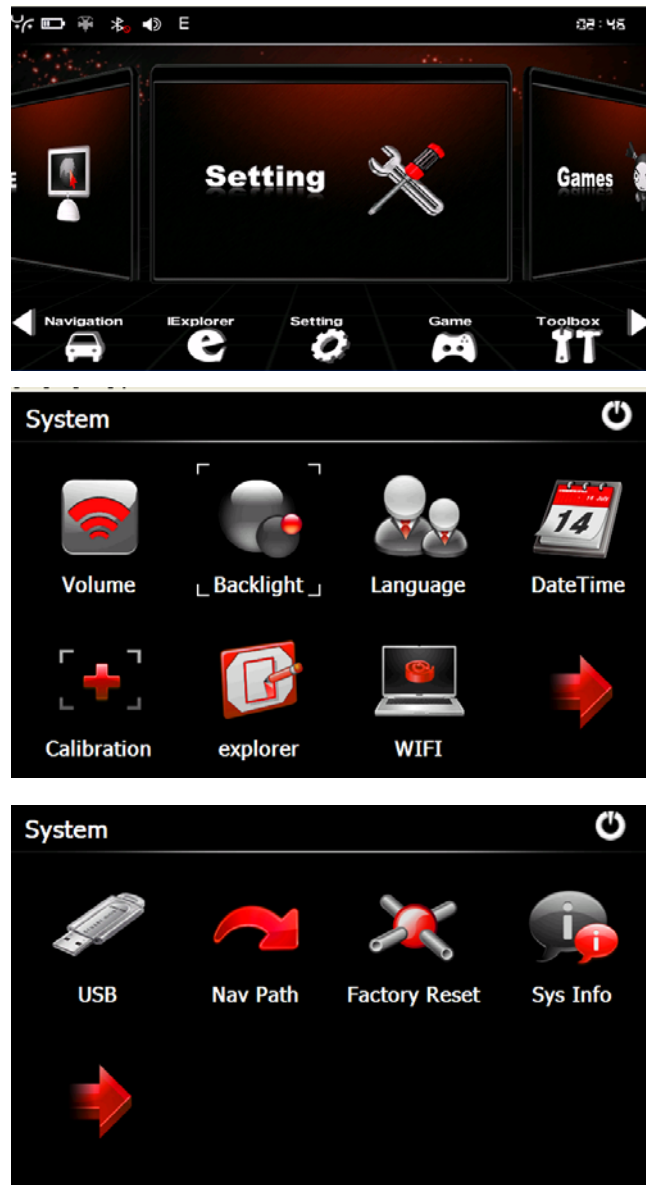 E 02:46
Setting
Games
Navigation IExplorer Setting Game Toolbox
System
Volume Backlight Language DateTime
14
Calibration explorer WIFI
System
USB Nav Path Factory Reset Sys Info